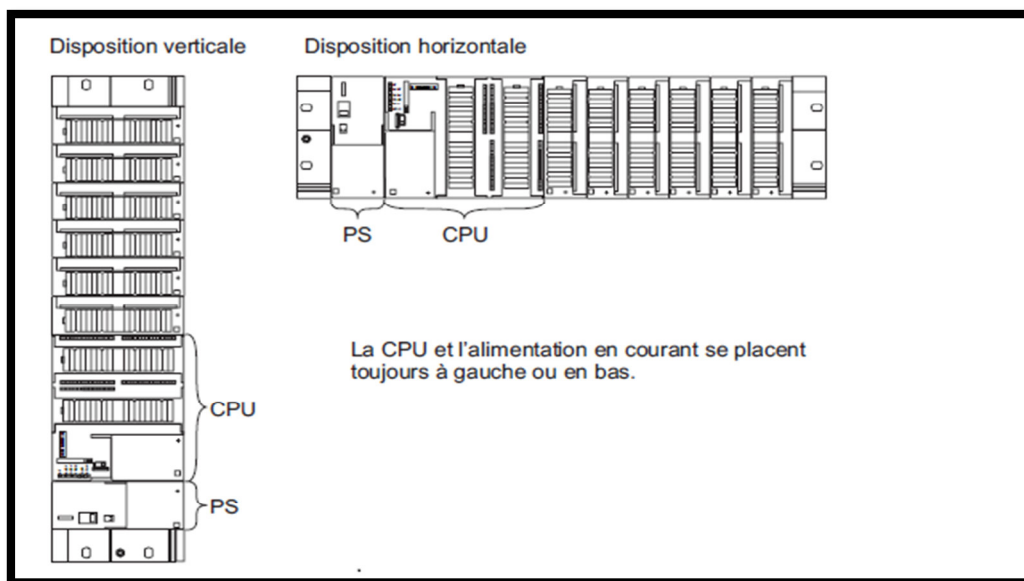 Disposition verticale
Disposition horizontale
PS
CPU
La CPU et l'alimentation en courant se placent
toujours à gauche ou en bas.
CPU
PS